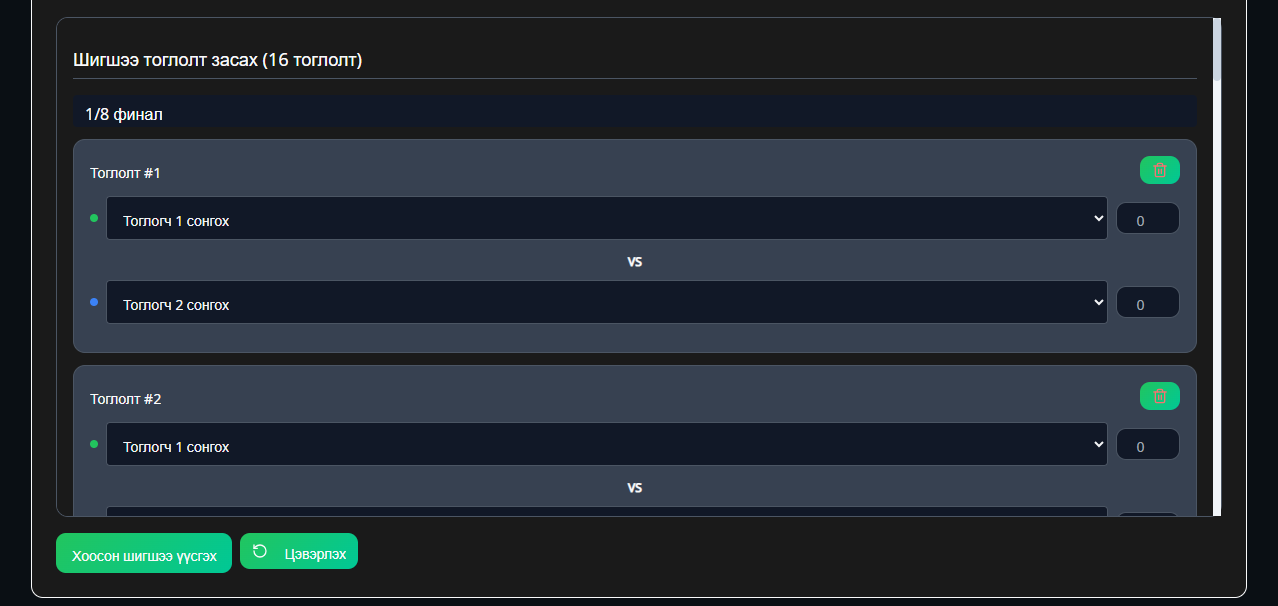 Шигшээ тоглолт засах (16 тоглолт)
1/8 финал
Тоглолт #1
Тоглогч 1 сонгох
0
VS
Тоглогч 2 сонгох
0
Тоглолт #2
Тоглогч 1 сонгох
0
VS
Хоосон шигшээ үүсгэх
Цэвэрлэх